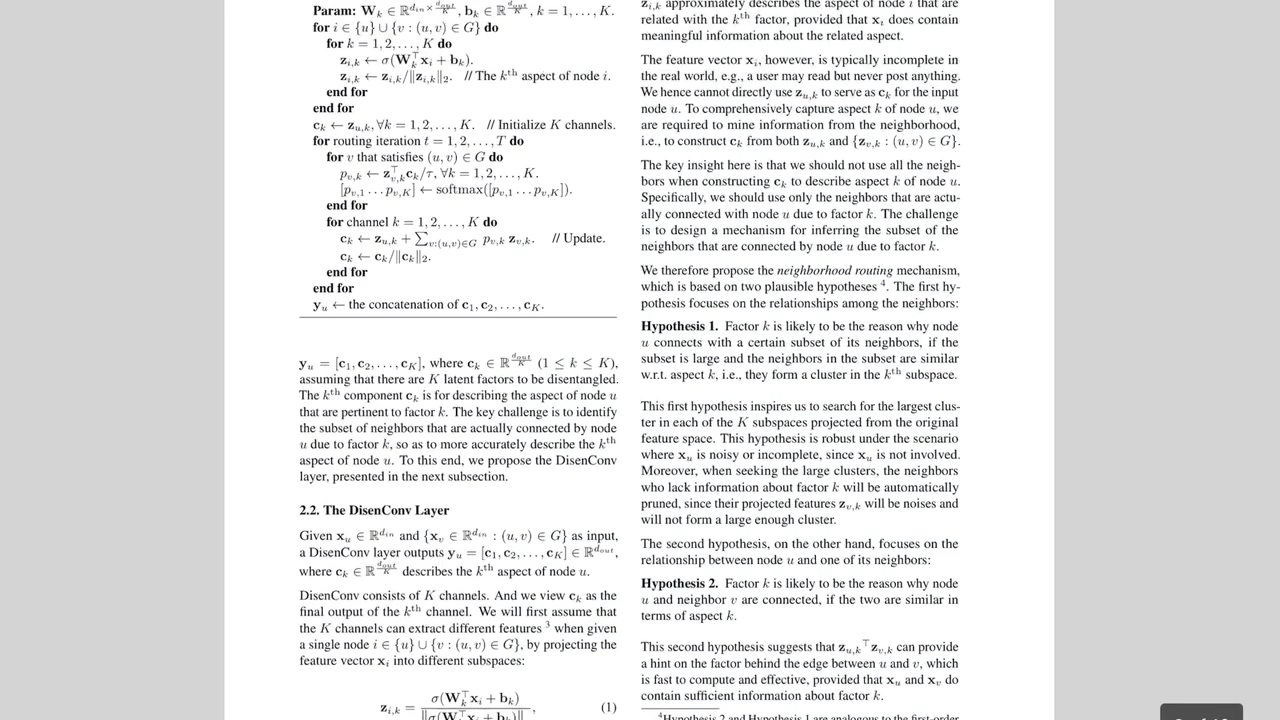 Param: W_k ∈ ℝ^{d_in × d_out/K}, b_k ∈ ℝ^{d_out/K}, k = 1, . . . , K.
for i ∈ {u} ∪ {v : (u, v) ∈ G} do
for k = 1, 2, . . . , K do
z_{i,k} ← σ(W_k^⊤ x_i + b_k).
z_{i,k} ← z_{i,k}/‖z_{i,k}‖_2. // The k^th aspect of node i.
end for
end for
c_k ← z_{u,k}, ∀k = 1, 2, . . . , K. // Initialize K channels.
for routing iteration t = 1, 2, . . . , T do
for v that satisfies (u, v) ∈ G do
p_{v,k} ← z_{v,k}^⊤ c_k/τ, ∀k = 1, 2, . . . , K.
[p_{v,1} . . . p_{v,K}] ← softmax([p_{v,1} . . . p_{v,K}]).
end for
for channel k = 1, 2, . . . , K do
c_k ← z_{u,k} + ∑_{v:(u,v)∈G} p_{v,k} z_{v,k}. // Update.
c_k ← c_k/‖c_k‖_2.
end for
end for
y_u ← the concatenation of c_1, c_2, . . . , c_K.
y_u = [c_1, c_2, . . . , c_K], where c_k ∈ ℝ^{d_out/K} (1 ≤ k ≤ K),
assuming that there are K latent factors to be disentangled.
The k^th component c_k is for describing the aspect of node u
that are pertinent to factor k. The key challenge is to identify
the subset of neighbors that are actually connected by node
u due to factor k, so as to more accurately describe the k^th
aspect of node u. To this end, we propose the DisenConv
layer, presented in the next subsection.
2.2. The DisenConv Layer
Given x_u ∈ ℝ^{d_in} and {x_v ∈ ℝ^{d_in} : (u, v) ∈ G} as input,
a DisenConv layer outputs y_u = [c_1, c_2, . . . , c_K] ∈ ℝ^{d_out},
where c_k ∈ ℝ^{d_out/K} describes the k^th aspect of node u.
DisenConv consists of K channels. And we view c_k as the
final output of the k^th channel. We will first assume that
the K channels can extract different features ³ when given
a single node i ∈ {u} ∪ {v : (u, v) ∈ G}, by projecting the
feature vector x_i into different subspaces:
z_{i,k} = σ(W_k^⊤ x_i + b_k) / ‖σ(W_k^⊤ x_i + b_k)‖, (1)
z_{i,k} approximately describes the aspect of node i that are
related with the k^th factor, provided that x_i does contain
meaningful information about the related aspect.
The feature vector x_i, however, is typically incomplete in
the real world, e.g., a user may read but never post anything.
We hence cannot directly use z_{u,k} to serve as c_k for the input
node u. To comprehensively capture aspect k of node u, we
are required to mine information from the neighborhood,
i.e., to construct c_k from both z_{u,k} and {z_{v,k} : (u, v) ∈ G}.
The key insight here is that we should not use all the neigh-
bors when constructing c_k to describe aspect k of node u.
Specifically, we should use only the neighbors that are actu-
ally connected with node u due to factor k. The challenge
is to design a mechanism for inferring the subset of the
neighbors that are connected by node u due to factor k.
We therefore propose the neighborhood routing mechanism,
which is based on two plausible hypotheses ⁴. The first hy-
pothesis focuses on the relationships among the neighbors:
Hypothesis 1. Factor k is likely to be the reason why node
u connects with a certain subset of its neighbors, if the
subset is large and the neighbors in the subset are similar
w.r.t. aspect k, i.e., they form a cluster in the k^th subspace.
This first hypothesis inspires us to search for the largest clus-
ter in each of the K subspaces projected from the original
feature space. This hypothesis is robust under the scenario
where x_u is noisy or incomplete, since x_u is not involved.
Moreover, when seeking the large clusters, the neighbors
who lack information about factor k will be automatically
pruned, since their projected features z_{v,k} will be noises and
will not form a large enough cluster.
The second hypothesis, on the other hand, focuses on the
relationship between node u and one of its neighbors:
Hypothesis 2. Factor k is likely to be the reason why node
u and neighbor v are connected, if the two are similar in
terms of aspect k.
This second hypothesis suggests that z_{u,k}^⊤ z_{v,k} can provide
a hint on the factor behind the edge between u and v, which
is fast to compute and effective, provided that x_u and x_v do
contain sufficient information about factor k.
⁴Hypothesis 2 and Hypothesis 1 are analogous to the first-order